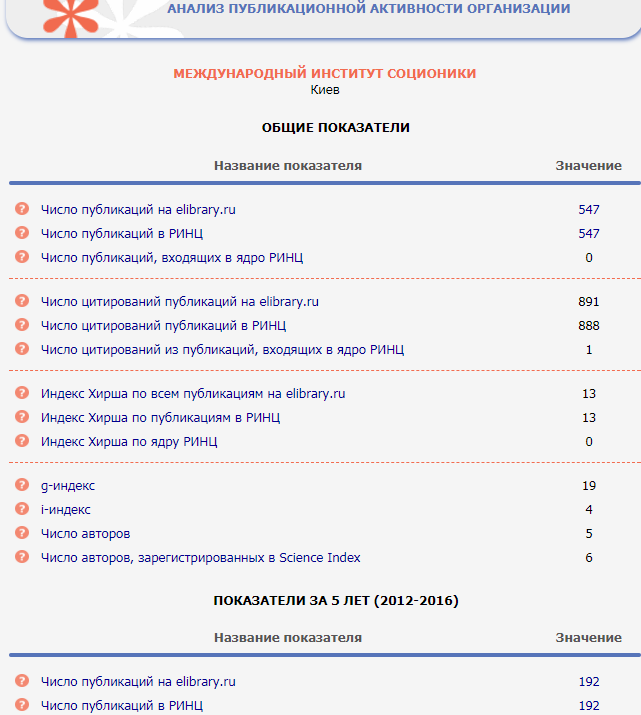 АНАЛИЗ ПУБЛИКАЦИОННОЙ АКТИВНОСТИ ОРГАНИЗАЦИИ
МЕЖДУНАРОДНЫЙ ИНСТИТУТ СОЦИОНИКИ
Киев
ОБЩИЕ ПОКАЗАТЕЛИ
Название показателя Значение
? Число публикаций на elibrary.ru 547
? Число публикаций в РИНЦ 547
? Число публикаций, входящих в ядро РИНЦ 0
? Число цитирований публикаций на elibrary.ru 891
? Число цитирований публикаций в РИНЦ 888
? Число цитирований из публикаций, входящих в ядро РИНЦ 1
? Индекс Хирша по всем публикациям на elibrary.ru 13
? Индекс Хирша по публикациям в РИНЦ 13
? Индекс Хирша по ядру РИНЦ 0
? g-индекс 19
? i-индекс 4
? Число авторов 5
? Число авторов, зарегистрированных в Science Index 6
ПОКАЗАТЕЛИ ЗА 5 ЛЕТ (2012-2016)
Название показателя Значение
? Число публикаций на elibrary.ru 192
? Число публикаций в РИНЦ 192